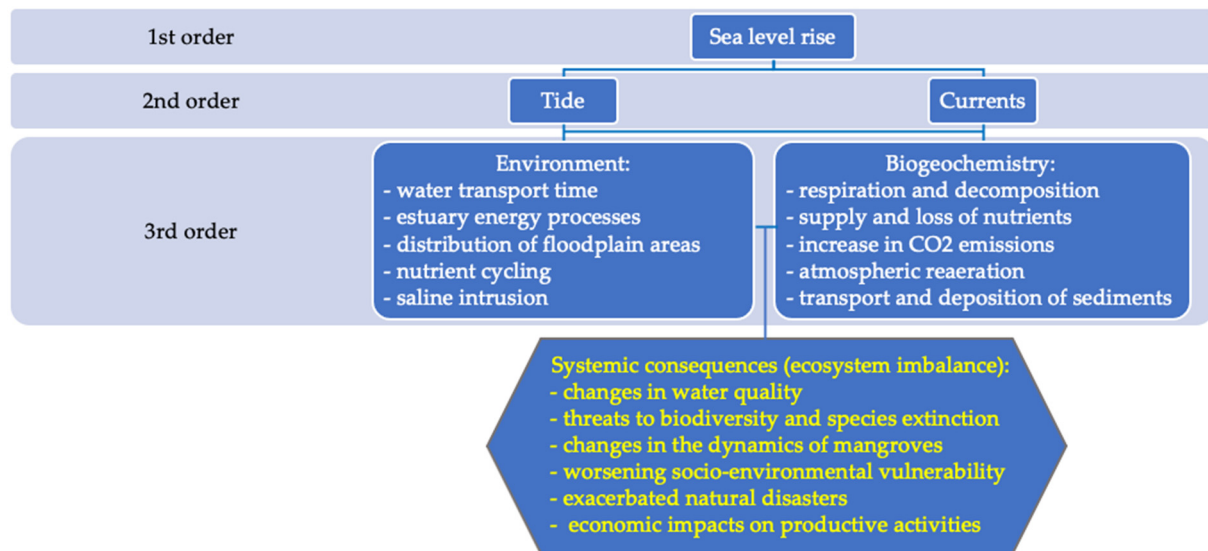 1st order
Sea level rise
2nd order
Tide
Currents
3rd order
Environment:
- water transport time
- estuary energy processes
- distribution of floodplain areas
- nutrient cycling
- saline intrusion
Biogeochemistry:
- respiration and decomposition
- supply and loss of nutrients
- increase in CO2 emissions
- atmospheric reaeration
- transport and deposition of sediments
Systemic consequences (ecosystem imbalance):
- changes in water quality
- threats to biodiversity and species extinction
- changes in the dynamics of mangroves
- worsening socio-environmental vulnerability
- exacerbated natural disasters
- economic impacts on productive activities